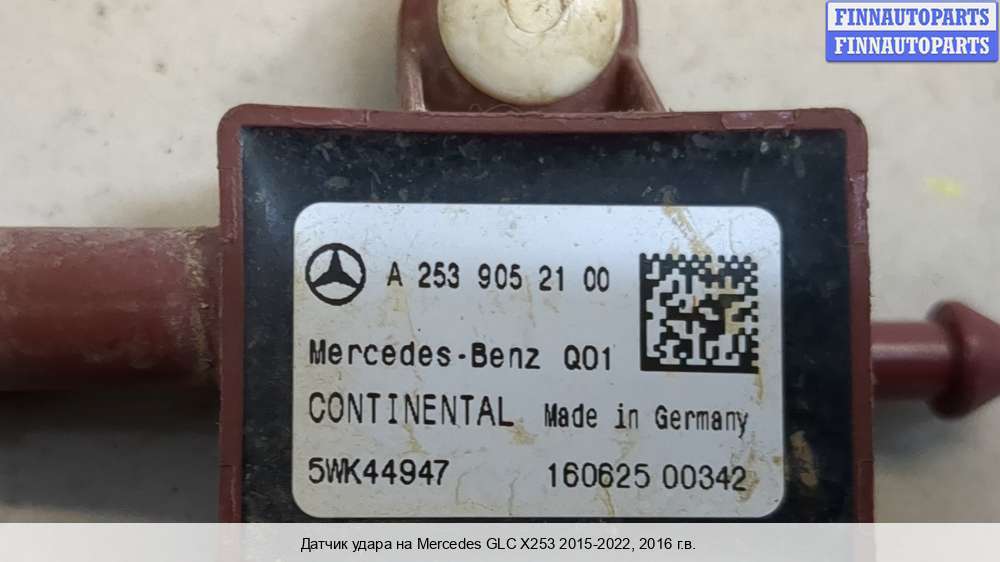 FINNAUTOPARTS
FINNAUTOPARTS
A 253 905 21 00
Mercedes-Benz Q01
CONTINENTAL Made in Germany
5WK44947 160625 00342
Датчик удара на Mercedes GLC X253 2015-2022, 2016 г.в.